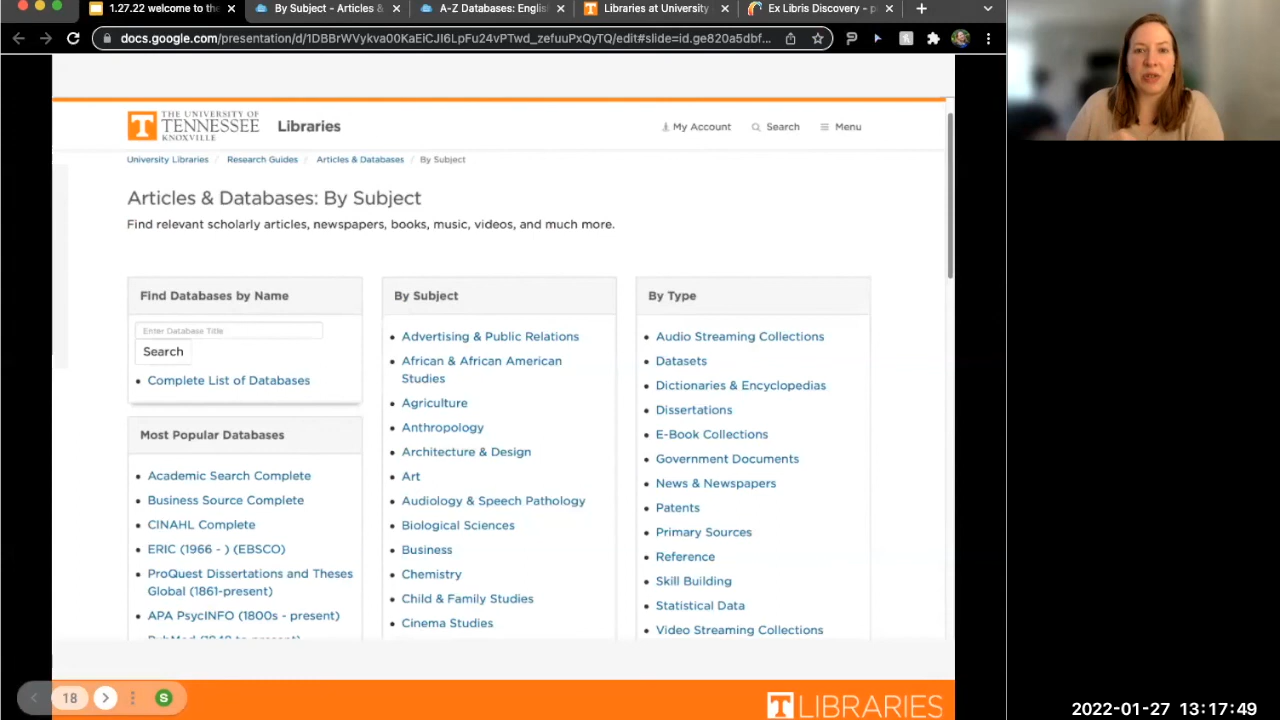 1.27.22 welcome to the
By Subject - Articles &
A-Z Databases: Englis
Libraries at University
Ex Libris Discovery - p
docs.google.com/presentation/d/1DBBrWVykva00KaEiCJI6LpFu24vPTwd_zefuuPxQyTQ/edit#slide=id.ge820a5dbf...
THE UNIVERSITY OF
TENNESSEE
KNOXVILLE
Libraries
My Account
Search
Menu
University Libraries / Research Guides / Articles & Databases / By Subject
Articles & Databases: By Subject
Find relevant scholarly articles, newspapers, books, music, videos, and much more.
Find Databases by Name
Enter Database Title
Search
Complete List of Databases
Most Popular Databases
Academic Search Complete
Business Source Complete
CINAHL Complete
ERIC (1966 - ) (EBSCO)
ProQuest Dissertations and Theses
Global (1861-present)
APA PsycINFO (1800s - present)
PubMed (1948 to present)
By Subject
Advertising & Public Relations
African & African American
Studies
Agriculture
Anthropology
Architecture & Design
Art
Audiology & Speech Pathology
Biological Sciences
Business
Chemistry
Child & Family Studies
Cinema Studies
By Type
Audio Streaming Collections
Datasets
Dictionaries & Encyclopedias
Dissertations
E-Book Collections
Government Documents
News & Newspapers
Patents
Primary Sources
Reference
Skill Building
Statistical Data
Video Streaming Collections
18
S
T LIBRARIES
2022-01-27 13:17:49